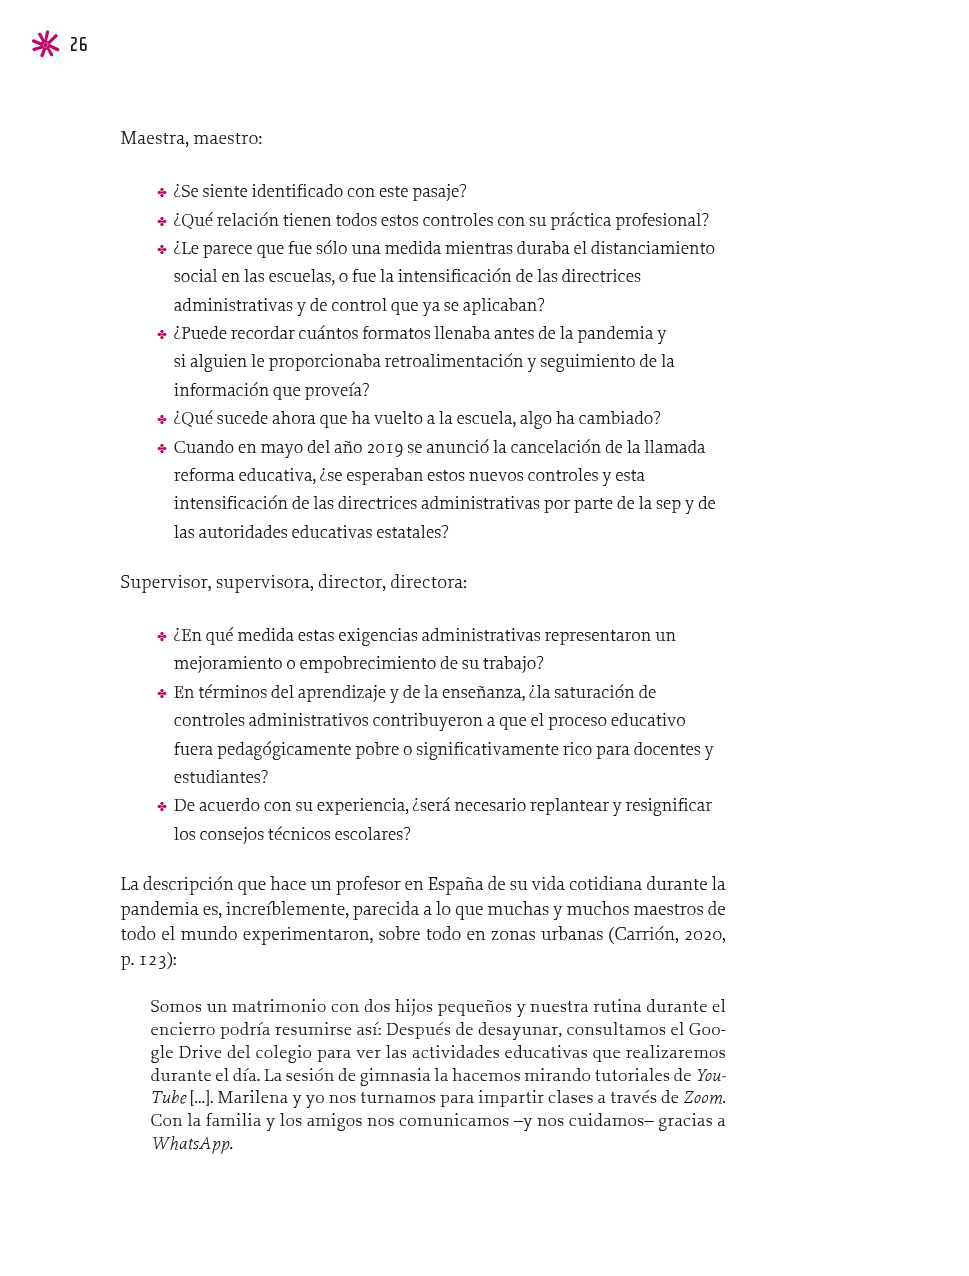 26
Maestra, maestro:
✤ ¿Se siente identificado con este pasaje?
✤ ¿Qué relación tienen todos estos controles con su práctica profesional?
✤ ¿Le parece que fue sólo una medida mientras duraba el distanciamiento
social en las escuelas, o fue la intensificación de las directrices
administrativas y de control que ya se aplicaban?
✤ ¿Puede recordar cuántos formatos llenaba antes de la pandemia y
si alguien le proporcionaba retroalimentación y seguimiento de la
información que proveía?
✤ ¿Qué sucede ahora que ha vuelto a la escuela, algo ha cambiado?
✤ Cuando en mayo del año 2019 se anunció la cancelación de la llamada
reforma educativa, ¿se esperaban estos nuevos controles y esta
intensificación de las directrices administrativas por parte de la sep y de
las autoridades educativas estatales?
Supervisor, supervisora, director, directora:
✤ ¿En qué medida estas exigencias administrativas representaron un
mejoramiento o empobrecimiento de su trabajo?
✤ En términos del aprendizaje y de la enseñanza, ¿la saturación de
controles administrativos contribuyeron a que el proceso educativo
fuera pedagógicamente pobre o significativamente rico para docentes y
estudiantes?
✤ De acuerdo con su experiencia, ¿será necesario replantear y resignificar
los consejos técnicos escolares?
La descripción que hace un profesor en España de su vida cotidiana durante la
pandemia es, increíblemente, parecida a lo que muchas y muchos maestros de
todo el mundo experimentaron, sobre todo en zonas urbanas (Carrión, 2020,
p. 123):
Somos un matrimonio con dos hijos pequeños y nuestra rutina durante el
encierro podría resumirse así: Después de desayunar, consultamos el Goo-
gle Drive del colegio para ver las actividades educativas que realizaremos
durante el día. La sesión de gimnasia la hacemos mirando tutoriales de You-
Tube [...]. Marilena y yo nos turnamos para impartir clases a través de Zoom.
Con la familia y los amigos nos comunicamos —y nos cuidamos— gracias a
WhatsApp.